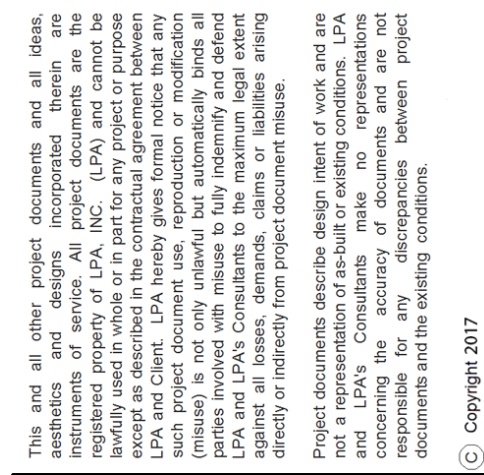 This and all other project documents and all ideas,
aesthetics and designs incorporated therein are
instruments of service. All project documents are the
registered property of LPA, INC. (LPA) and cannot be
lawfully used in whole or in part for any project or purpose
except as described in the contractual agreement between
LPA and Client. LPA hereby gives formal notice that any
such project document use, reproduction or modification
(misuse) is not only unlawful but automatically binds all
parties involved with misuse to fully indemnify and defend
LPA and LPA's Consultants to the maximum legal extent
against all losses, demands, claims or liabilities arising
directly or indirectly from project document misuse.
Project documents describe design intent of work and are
not a representation of as-built or existing conditions. LPA
and LPA's Consultants make no representations
concerning the accuracy of documents and are not
responsible for any discrepancies between project
documents and the existing conditions.
© Copyright 2017